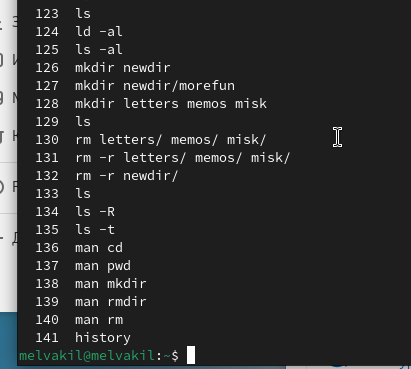 123 ls
124 ld -al
125 ls -al
126 mkdir newdir
127 mkdir newdir/morefun
128 mkdir letters memos misk
129 ls
130 rm letters/ memos/ misk/
131 rm -r letters/ memos/ misk/
132 rm -r newdir/
133 ls
134 ls -R
135 ls -t
136 man cd
137 man pwd
138 man mkdir
139 man rmdir
140 man rm
141 history
melvakil@melvakil:~$